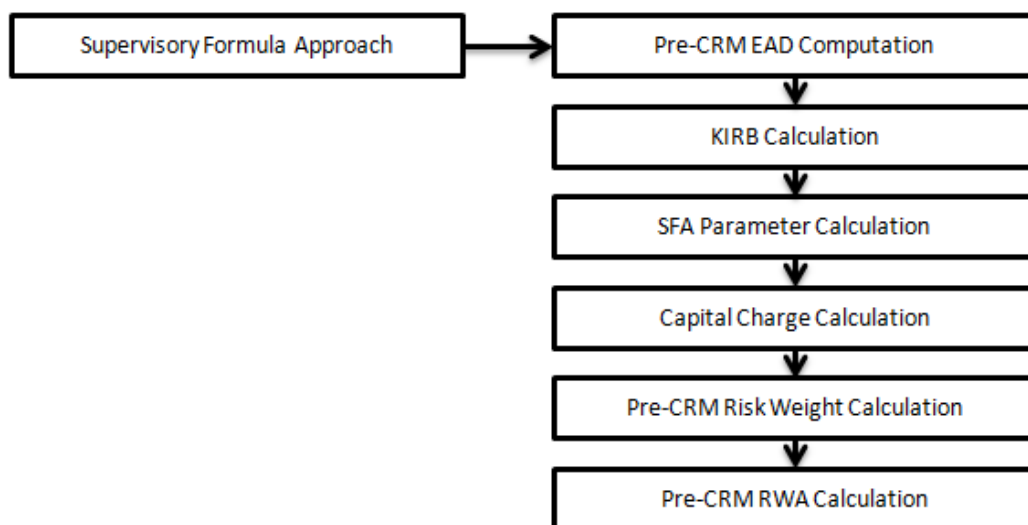 Supervisory Formula Approach
Pre-CRM EAD Computation
KIRB Calculation
SFA Parameter Calculation
Capital Charge Calculation
Pre-CRM Risk Weight Calculation
Pre-CRM RWA Calculation